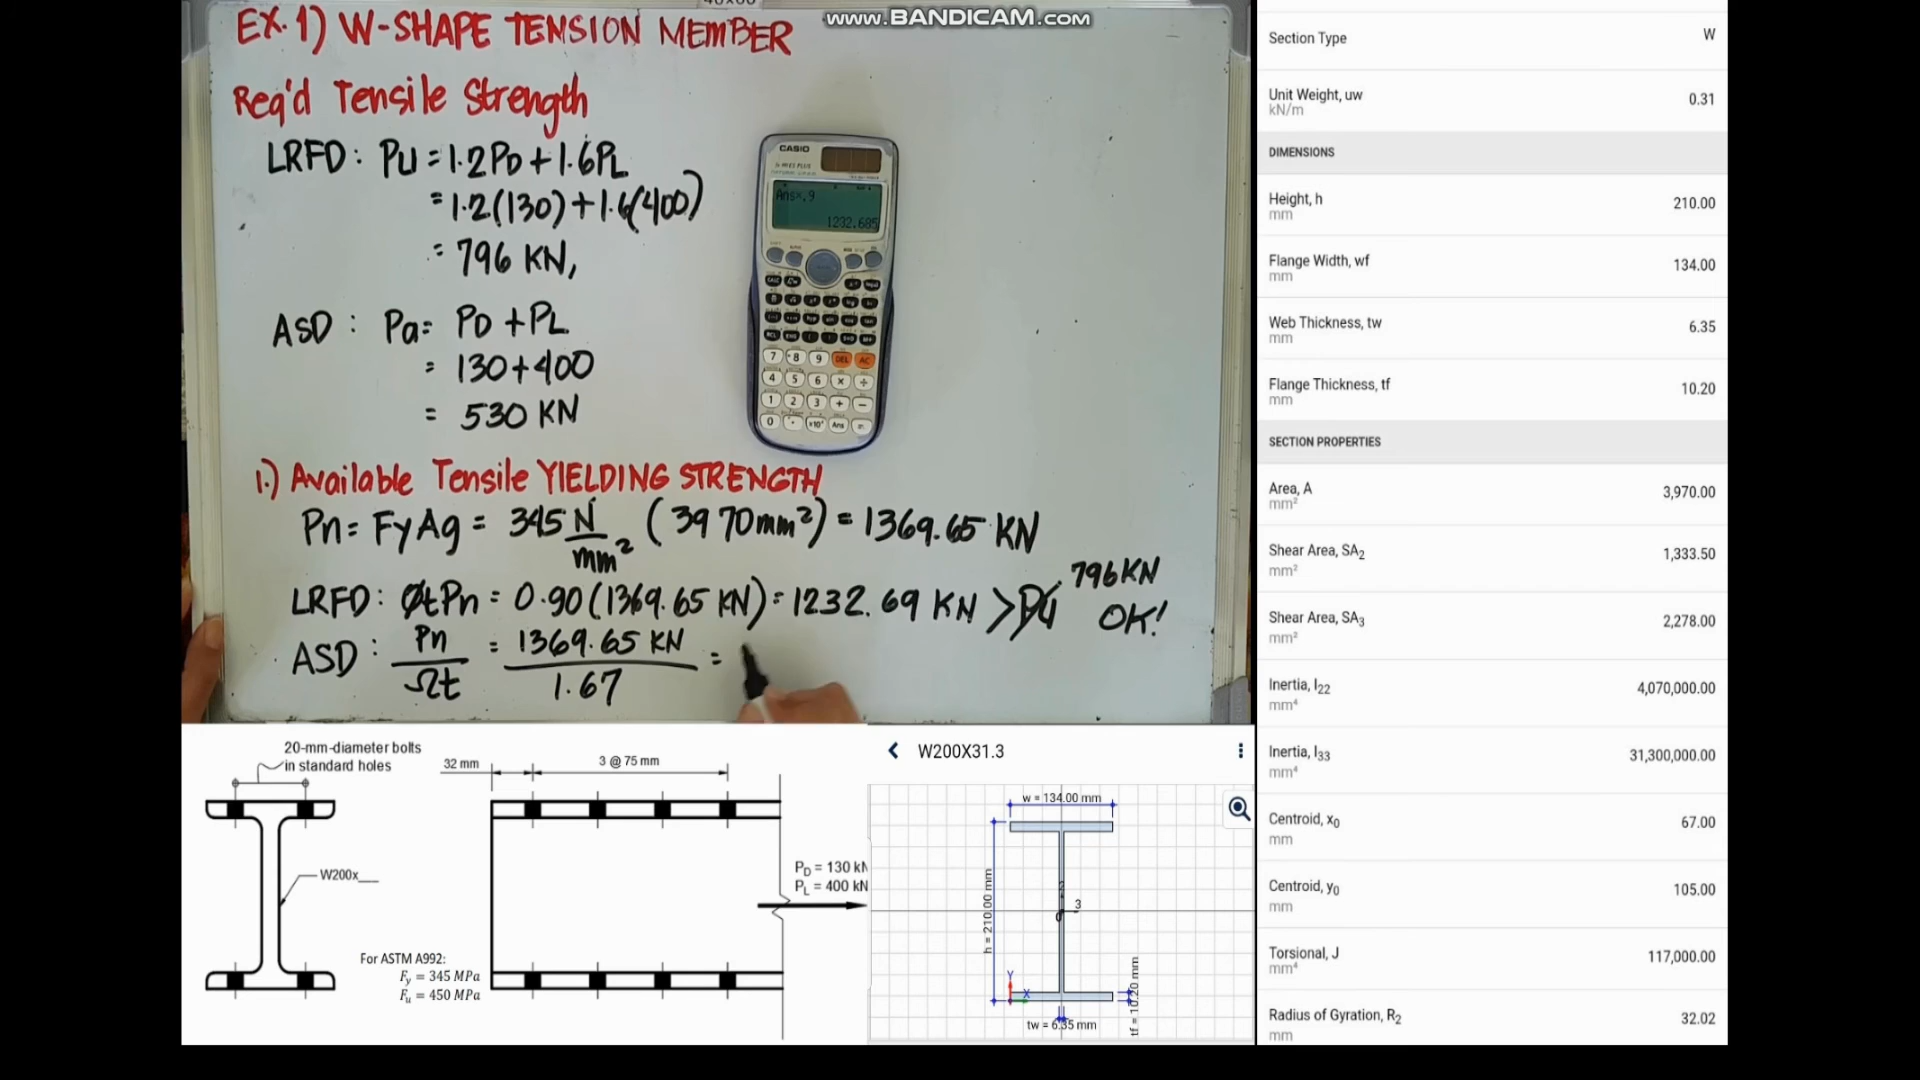 www.BANDICAM.com
EX.1) W-SHAPE TENSION MEMBER
Req'd Tensile Strength
LRFD: PU = 1.2PD + 1.6PL
= 1.2(130) + 1.6(400)
= 796 KN,
ASD: Pa = PD + PL
= 130+400
= 530 KN
CASIO
Ans×.9
1232.685
1.) Available Tensile YIELDING STRENGTH
Pn = FyAg = 345 N/mm² (3970mm²) = 1369.65 KN
LRFD: ØtPn = 0.90(1369.65 KN) = 1232.69 KN > PU 796KN OK!
ASD: Pn/Ωt = 1369.65 KN/1.67 =
20-mm-diameter bolts
in standard holes
W200x___
For ASTM A992:
Fy = 345 MPa
Fu = 450 MPa
32 mm
3 @ 75 mm
PD = 130 kN
PL = 400 kN
W200X31.3
w = 134.00 mm
h = 210.00 mm
2
3
0
Y
X
tw = 6.35 mm
tf = 10.20 mm
Section Type W
Unit Weight, uw 0.31
kN/m
DIMENSIONS
Height, h 210.00
mm
Flange Width, wf 134.00
mm
Web Thickness, tw 6.35
mm
Flange Thickness, tf 10.20
mm
SECTION PROPERTIES
Area, A 3,970.00
mm²
Shear Area, SA2 1,333.50
mm²
Shear Area, SA3 2,278.00
mm²
Inertia, I22 4,070,000.00
mm⁴
Inertia, I33 31,300,000.00
mm⁴
Centroid, x0 67.00
mm
Centroid, y0 105.00
mm
Torsional, J 117,000.00
mm⁴
Radius of Gyration, R2 32.02
mm